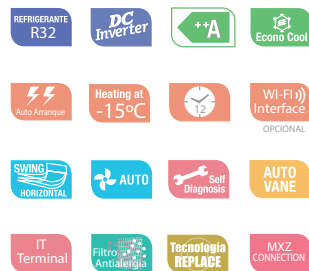 REFRIGERANTE
R32
DC
Inverter
++A
Econo Cool
Auto Arranque
Heating at
-15ºC
12
WI-FI
Interface
OPCIONAL
SWING
HORIZONTAL
AUTO
Self
Diagnosis
AUTO
VANE
IT
Terminal
Filtro
Antialergia
Tecnología
REPLACE
MXZ
CONNECTION